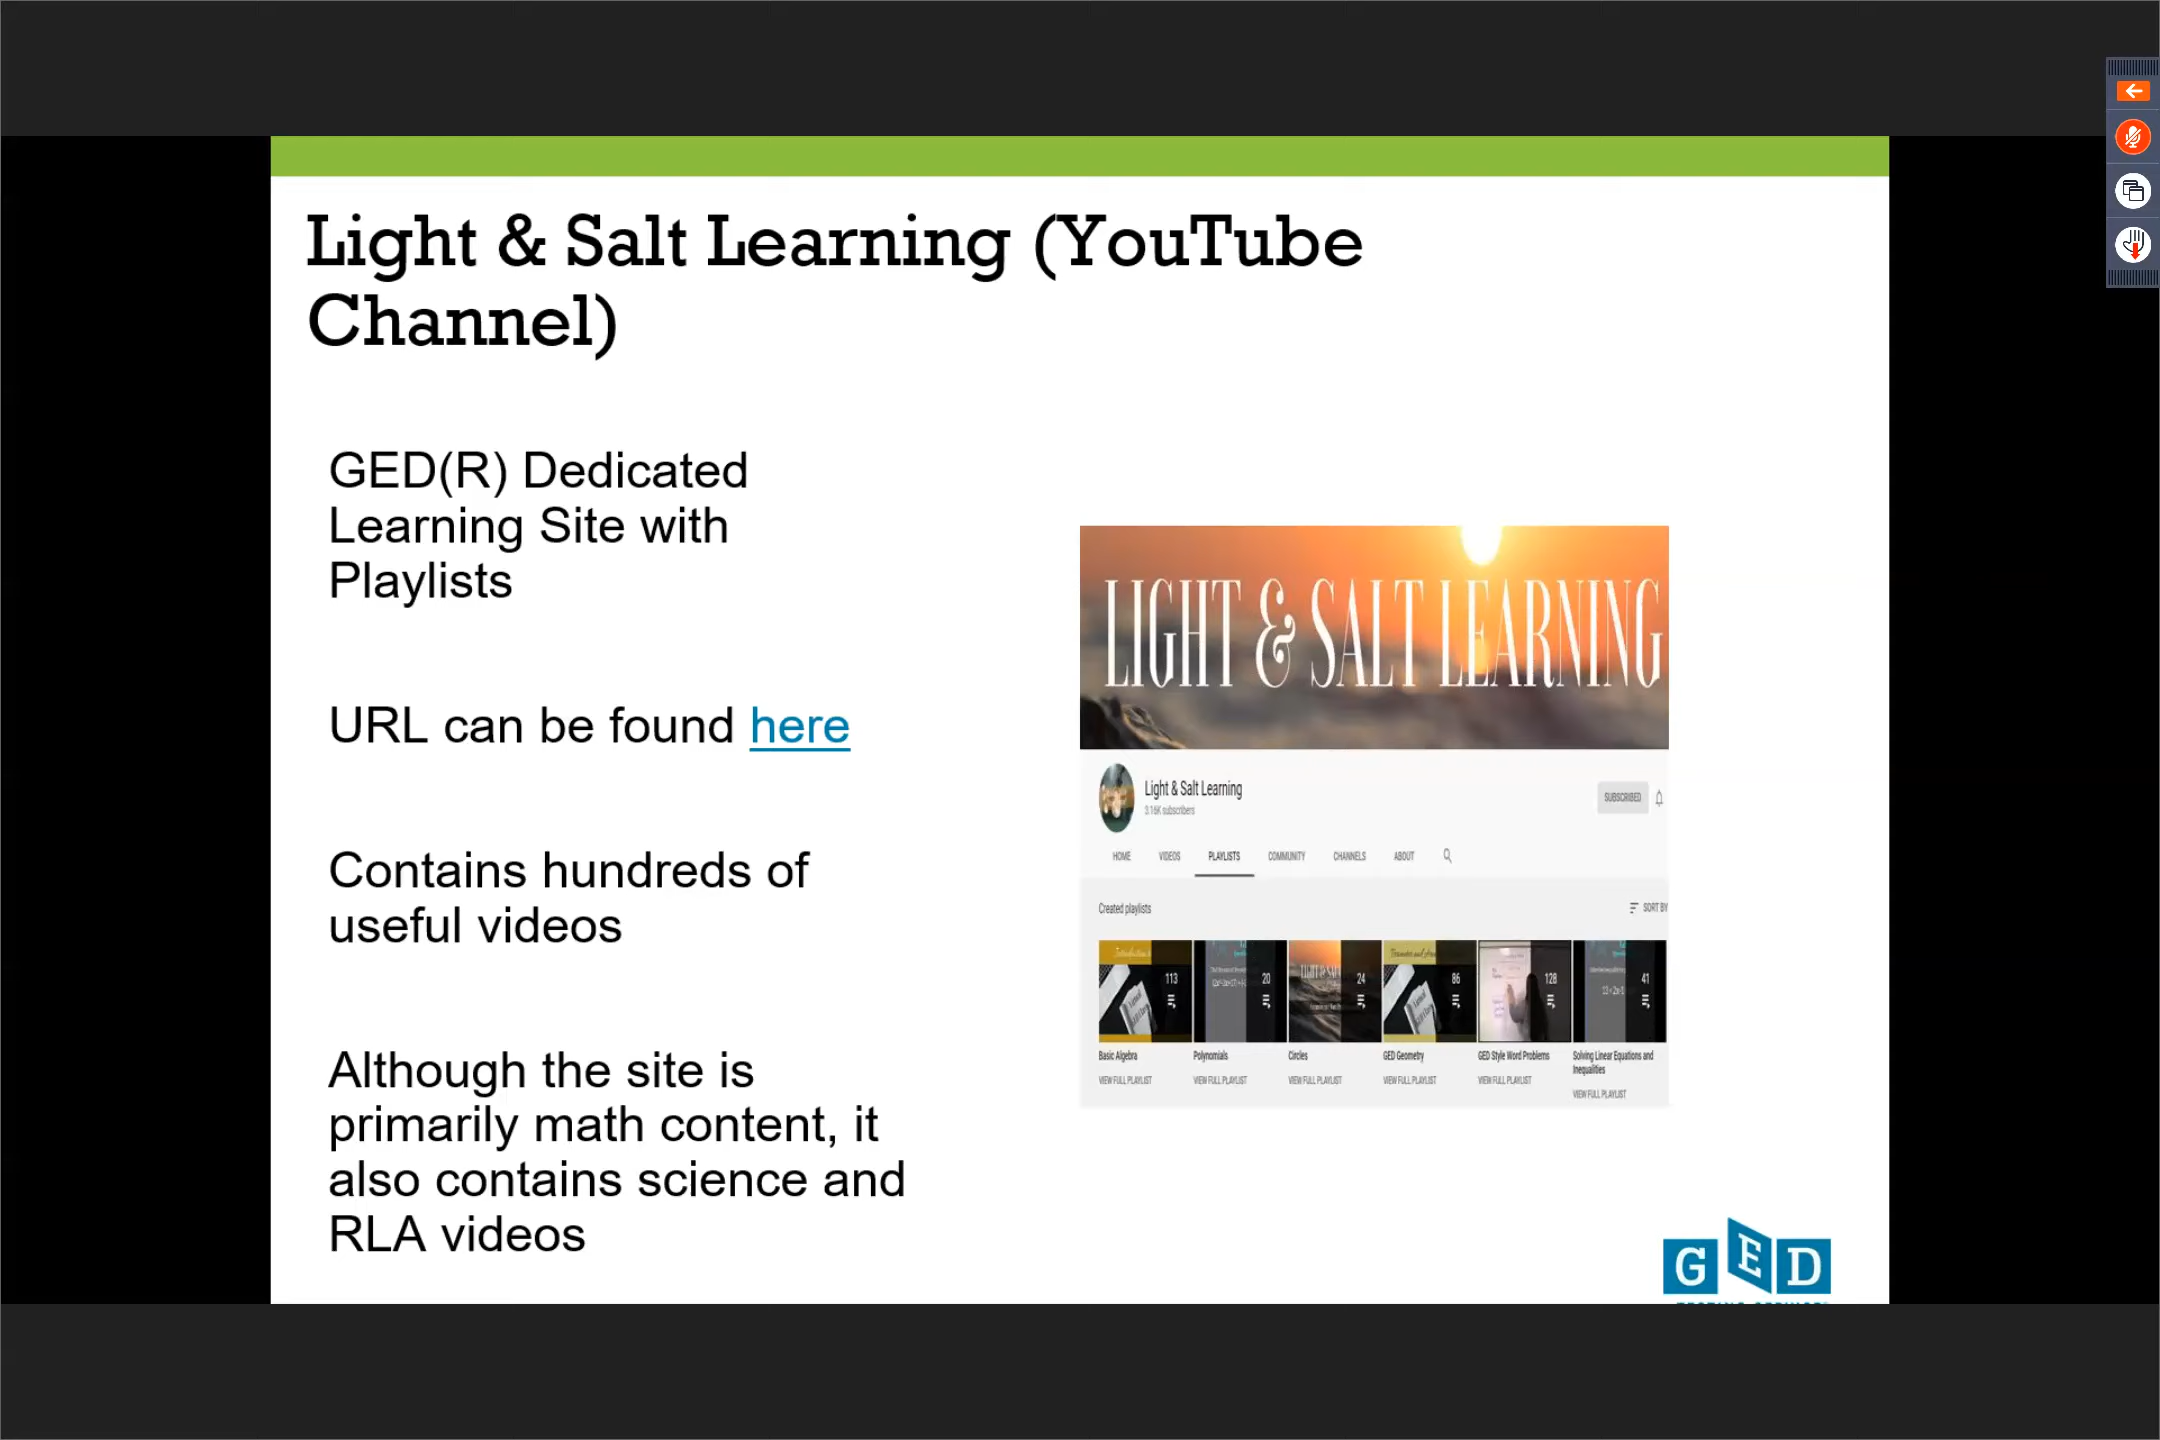 Light & Salt Learning (YouTube
Channel)
GED(R) Dedicated
Learning Site with
Playlists
URL can be found here
Contains hundreds of
useful videos
Although the site is
primarily math content, it
also contains science and
RLA videos
LIGHT & SALT LEARNING
Light & Salt Learning
3.16K subscribers
SUBSCRIBED
HOME VIDEOS PLAYLISTS COMMUNITY CHANNELS ABOUT
Created playlists
SORT BY
113 20 24 86 128 41
Basic Algebra
VIEW FULL PLAYLIST
Polynomials
VIEW FULL PLAYLIST
Circles
VIEW FULL PLAYLIST
GED Geometry
VIEW FULL PLAYLIST
GED Style Word Problems
VIEW FULL PLAYLIST
Solving Linear Equations and
Inequalities
VIEW FULL PLAYLIST
GED